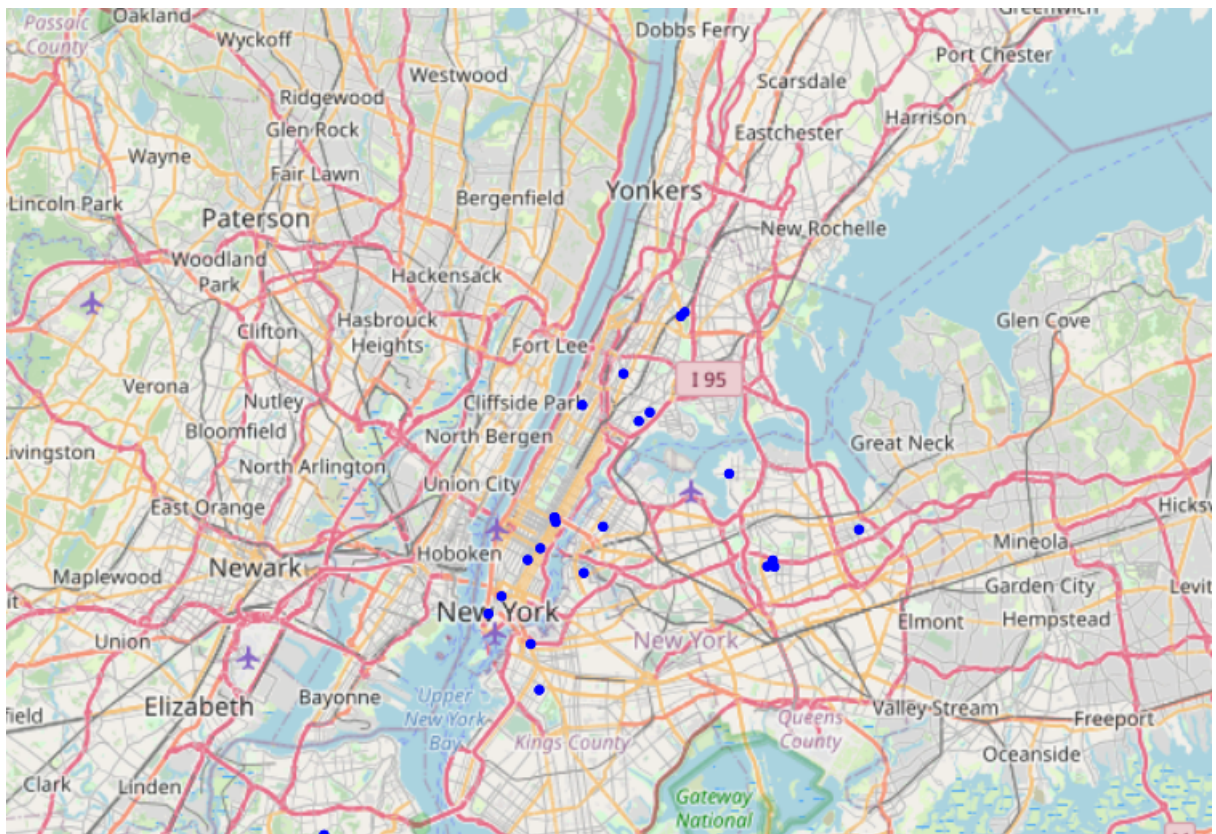 Passaic
County
Oakland
Wyckoff
Dobbs Ferry
Greenwich
Port Chester
Westwood
Scarsdale
Ridgewood
Glen Rock
Eastchester
Harrison
Wayne
Fair Lawn
Bergenfield
Yonkers
Lincoln Park
Paterson
New Rochelle
Woodland
Park
Hackensack
Clifton
Hasbrouck
Heights
Fort Lee
Glen Cove
Verona
I 95
Nutley
Cliffside Park
Bloomfield
North Bergen
Great Neck
Livingston
North Arlington
Union City
East Orange
Hicksv
Hoboken
Mineola
Maplewood
Newark
Garden City
Levit
it
New York
Elmont
Hempstead
Union
New York
Bayonne
Elizabeth
Upper
New York
Bay
Valley Stream
field
Queens
County
Freeport
Kings County
Oceanside
Clark
Linden
Gateway
National